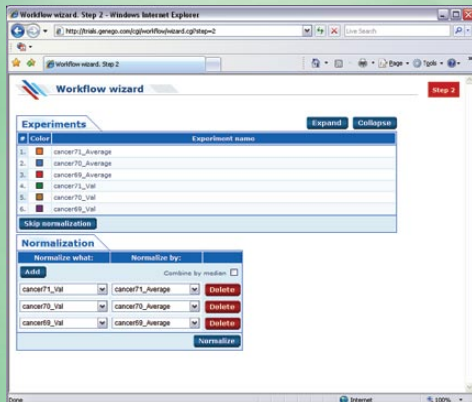 Workflow wizard. Step 2 - Windows Internet Explorer
http://trials.genego.com/cgi/workflow/wizard.cgi?step=2
Live Search
Workflow wizard. Step 2
Page
Tools
Workflow wizard
Step 2
Experiments
Expand
Collapse
# Color Experiment name
1. cancer71_Average
2. cancer70_Average
3. cancer69_Average
4. cancer71_Val
5. cancer70_Val
6. cancer69_Val
Skip normalization
Normalization
Normalize what: Normalize by:
Add Combine by median
cancer71_Val cancer71_Average Delete
cancer70_Val cancer70_Average Delete
cancer69_Val cancer69_Average Delete
Normalize
Done Internet 100%